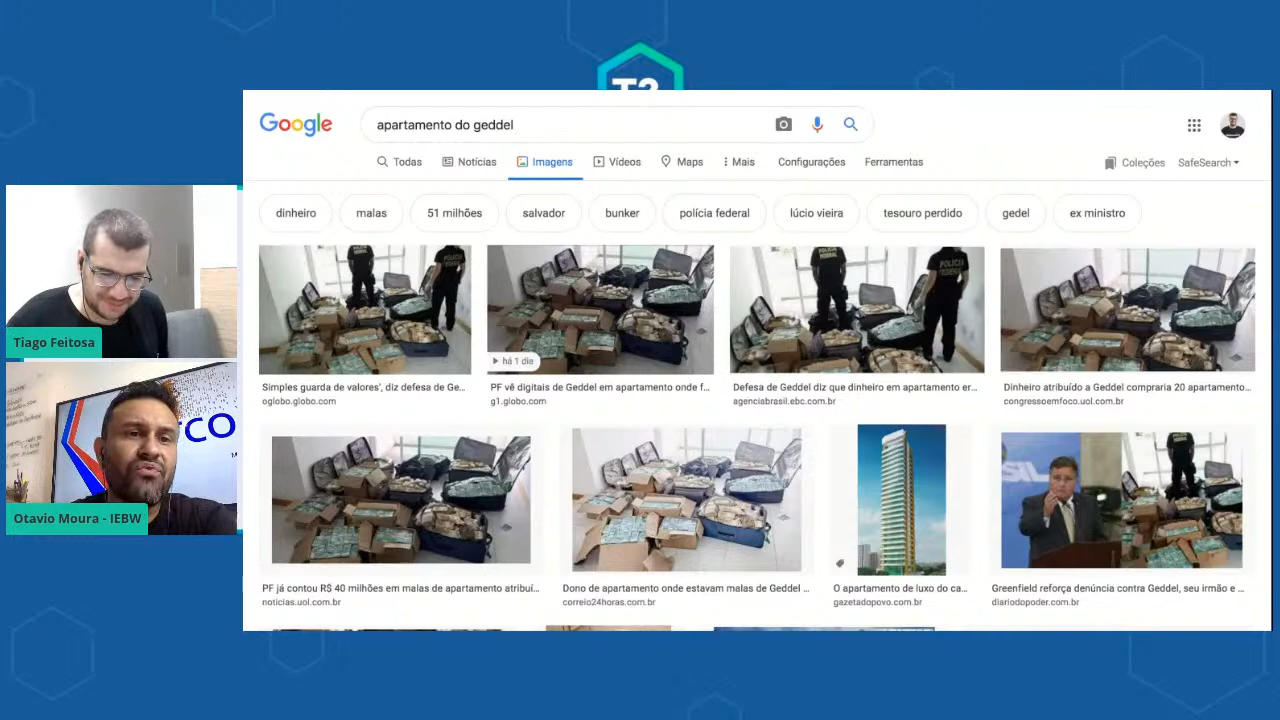 T2
Google
apartamento do geddel
Todas
Notícias
Imagens
Vídeos
Maps
Mais
Configurações
Ferramentas
Coleções
SafeSearch
dinheiro
malas
51 milhões
salvador
bunker
polícia federal
lúcio vieira
tesouro perdido
gedel
ex ministro
POLÍCIA FEDERAL
há 1 dia
Simples guarda de valores', diz defesa de Ge...
oglobo.globo.com
PF vê digitais de Geddel em apartamento onde f...
g1.globo.com
Defesa de Geddel diz que dinheiro em apartamento er...
agenciabrasil.ebc.com.br
Dinheiro atribuído a Geddel compraria 20 apartamento...
congressoemfoco.uol.com.br
PF já contou R$ 40 milhões em malas de apartamento atribuí...
noticias.uol.com.br
Dono de apartamento onde estavam malas de Geddel ...
correio24horas.com.br
O apartamento de luxo do ca...
gazetadopovo.com.br
Greenfield reforça denúncia contra Geddel, seu irmão e ...
diariodopoder.com.br
Tiago Feitosa
Otavio Moura - IEBW